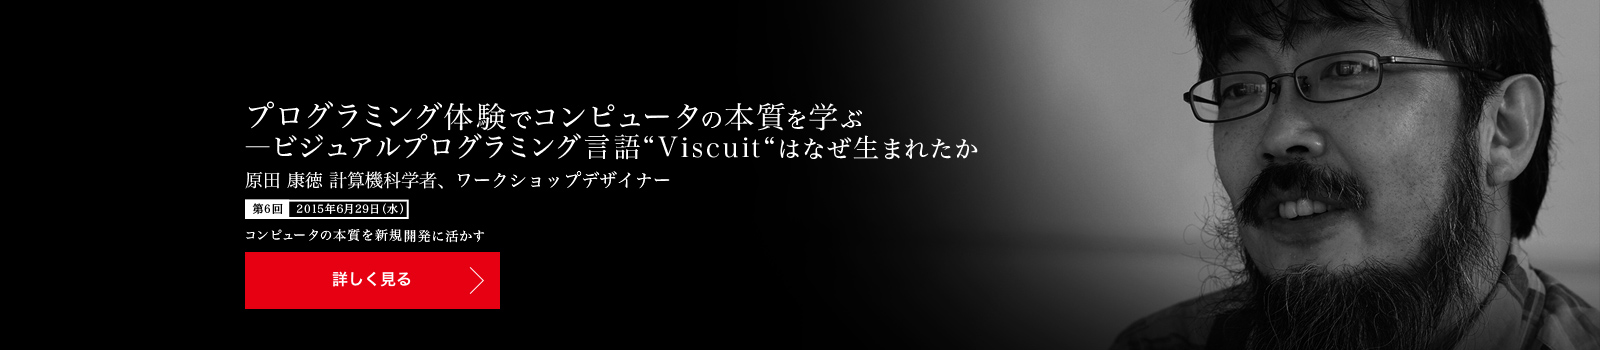 プログラミング体験でコンピュータの本質を学ぶ
―ビジュアルプログラミング言語“Viscuit“はなぜ生まれたか
原田 康徳 計算機科学者、ワークショップデザイナー
第6回 2015年6月29日(水)
コンピュータの本質を新規開発に活かす
詳しく見る